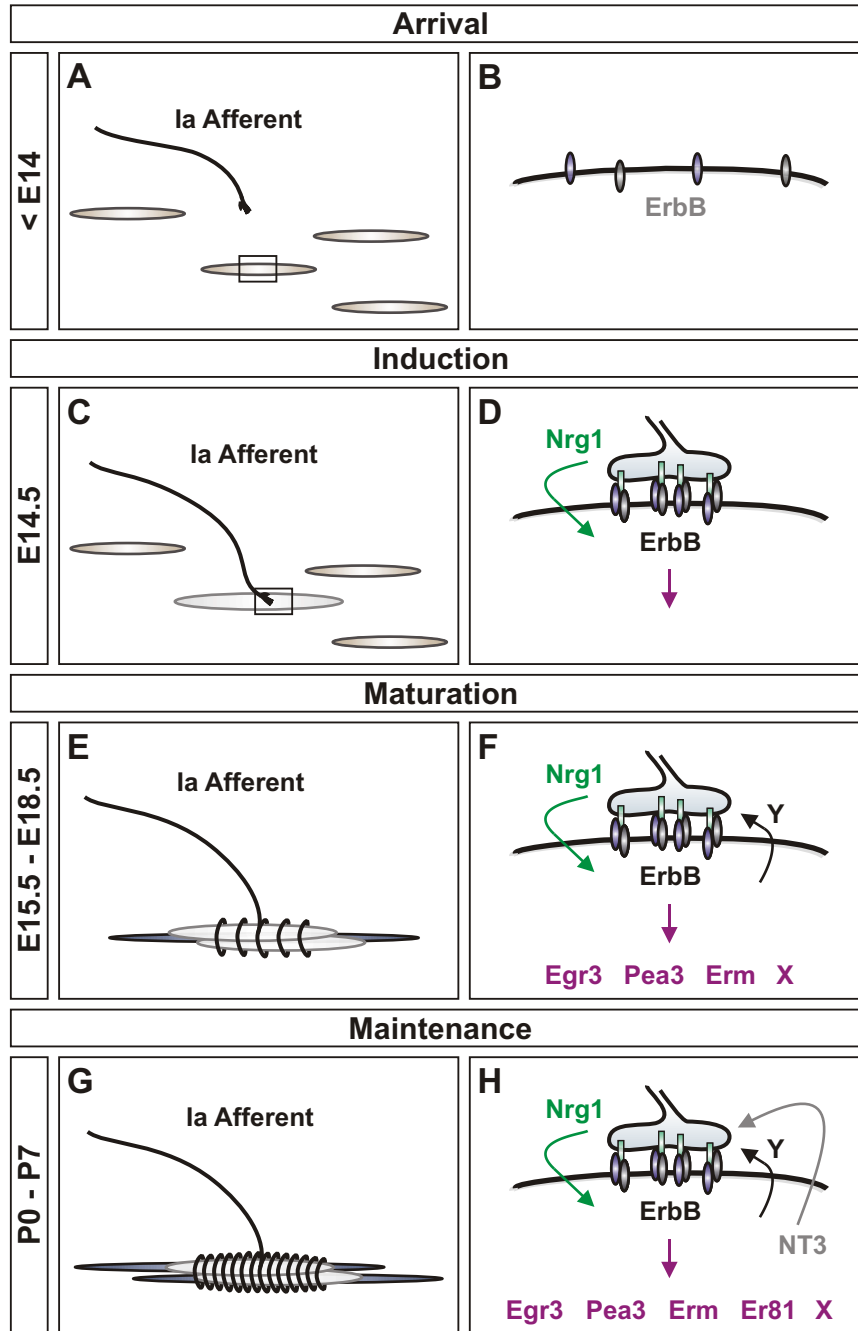 Arrival
< E14
A
Ia Afferent
B
ErbB
Induction
E14.5
C
Ia Afferent
D
Nrg1
ErbB
Maturation
E15.5 - E18.5
E
Ia Afferent
F
Nrg1
Y
ErbB
Egr3 Pea3 Erm X
Maintenance
P0 - P7
G
Ia Afferent
H
Nrg1
Y
ErbB
NT3
Egr3 Pea3 Erm Er81 X